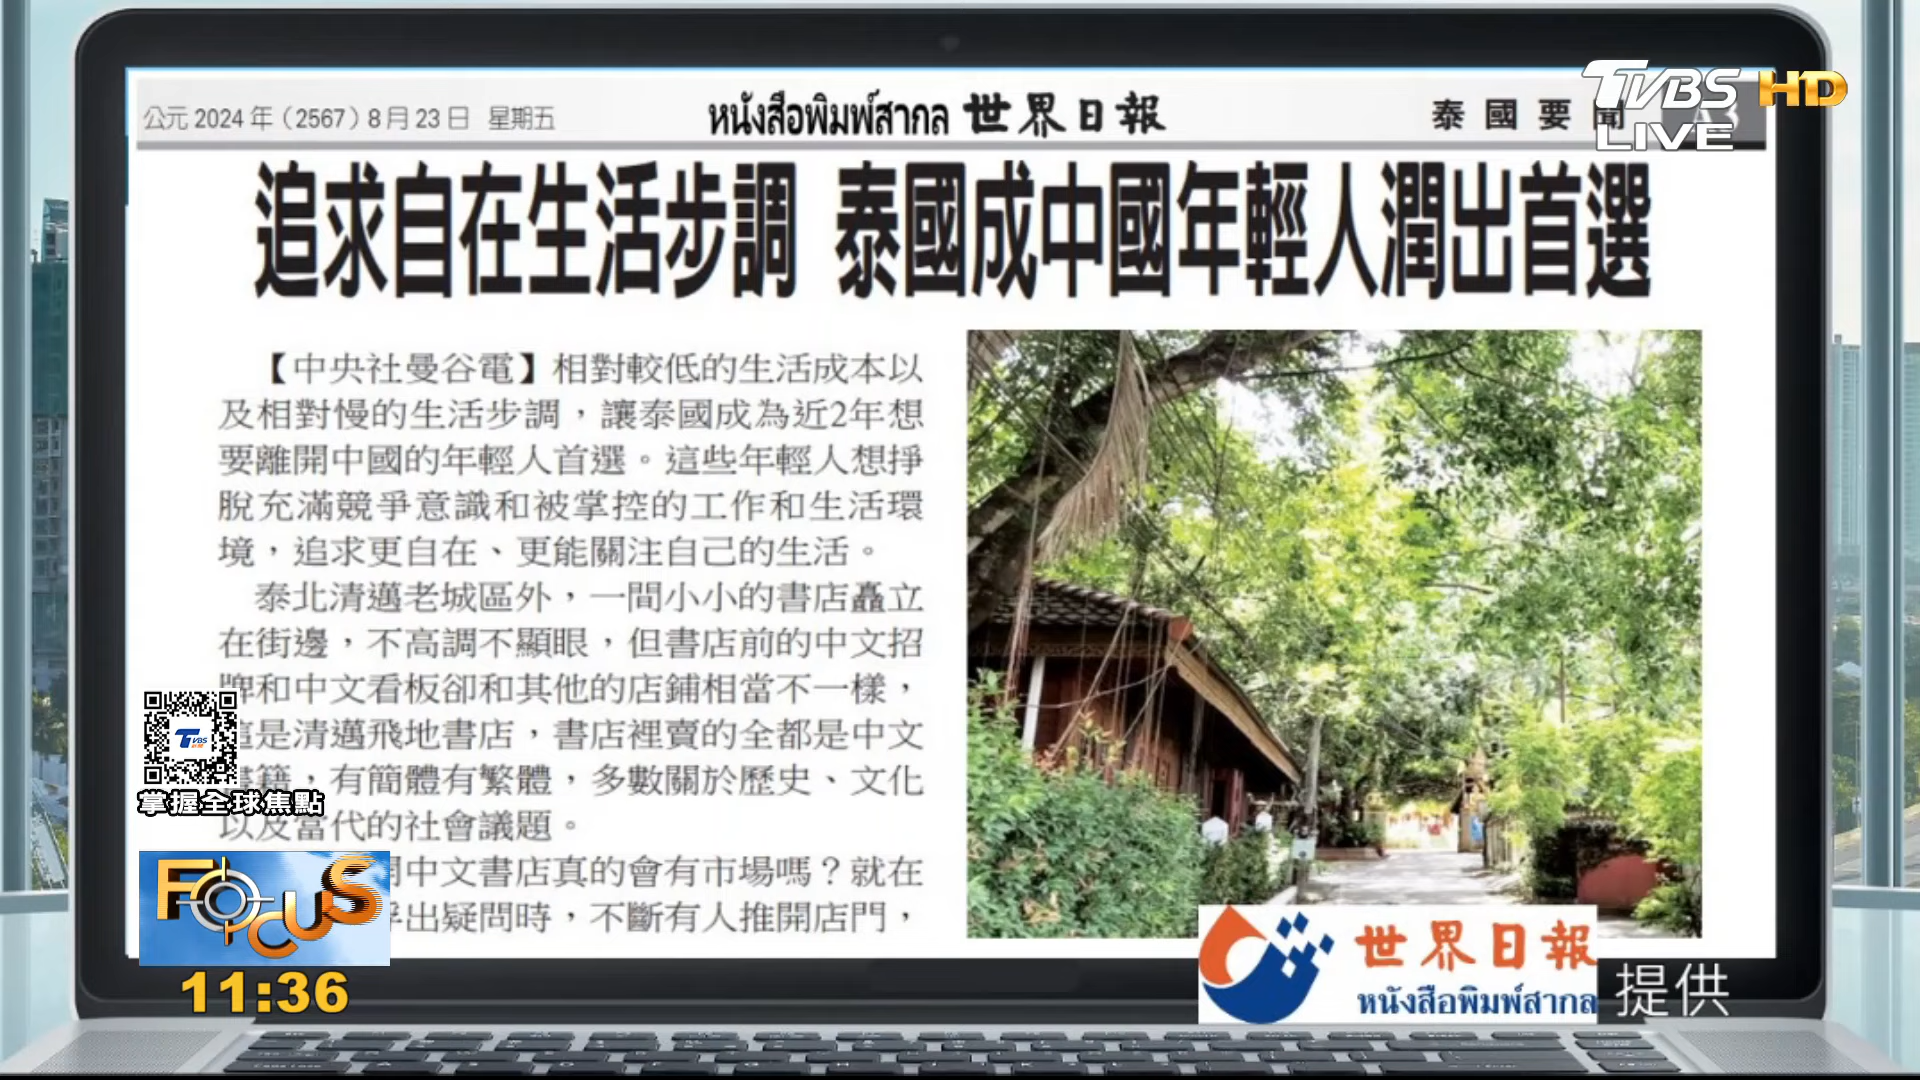 公元 2024 年（2567）8 月 23 日 星期五
หนังสือพิมพ์สากล 世界日報
泰國要聞
TVBS HD
LIVE
追求自在生活步調 泰國成中國年輕人潤出首選
【中央社曼谷電】相對較低的生活成本以
及相對慢的生活步調，讓泰國成為近2年想
要離開中國的年輕人首選。這些年輕人想掙
脫充滿競爭意識和被掌控的工作和生活環
境，追求更自在、更能關注自己的生活。
泰北清邁老城區外，一間小小的書店矗立
在街邊，不高調不顯眼，但書店前的中文招
牌和中文看板卻和其他的店鋪相當不一樣，
是清邁飛地書店，書店裡賣的全都是中文
籍，有簡體有繁體，多數關於歷史、文化
以及當代的社會議題。
中文書店真的會有市場嗎？就在
出疑問時，不斷有人推開店門，
TVBS
掌握全球焦點
FOCUS
11:36
世界日報
หนังสือพิมพ์สากล
提供